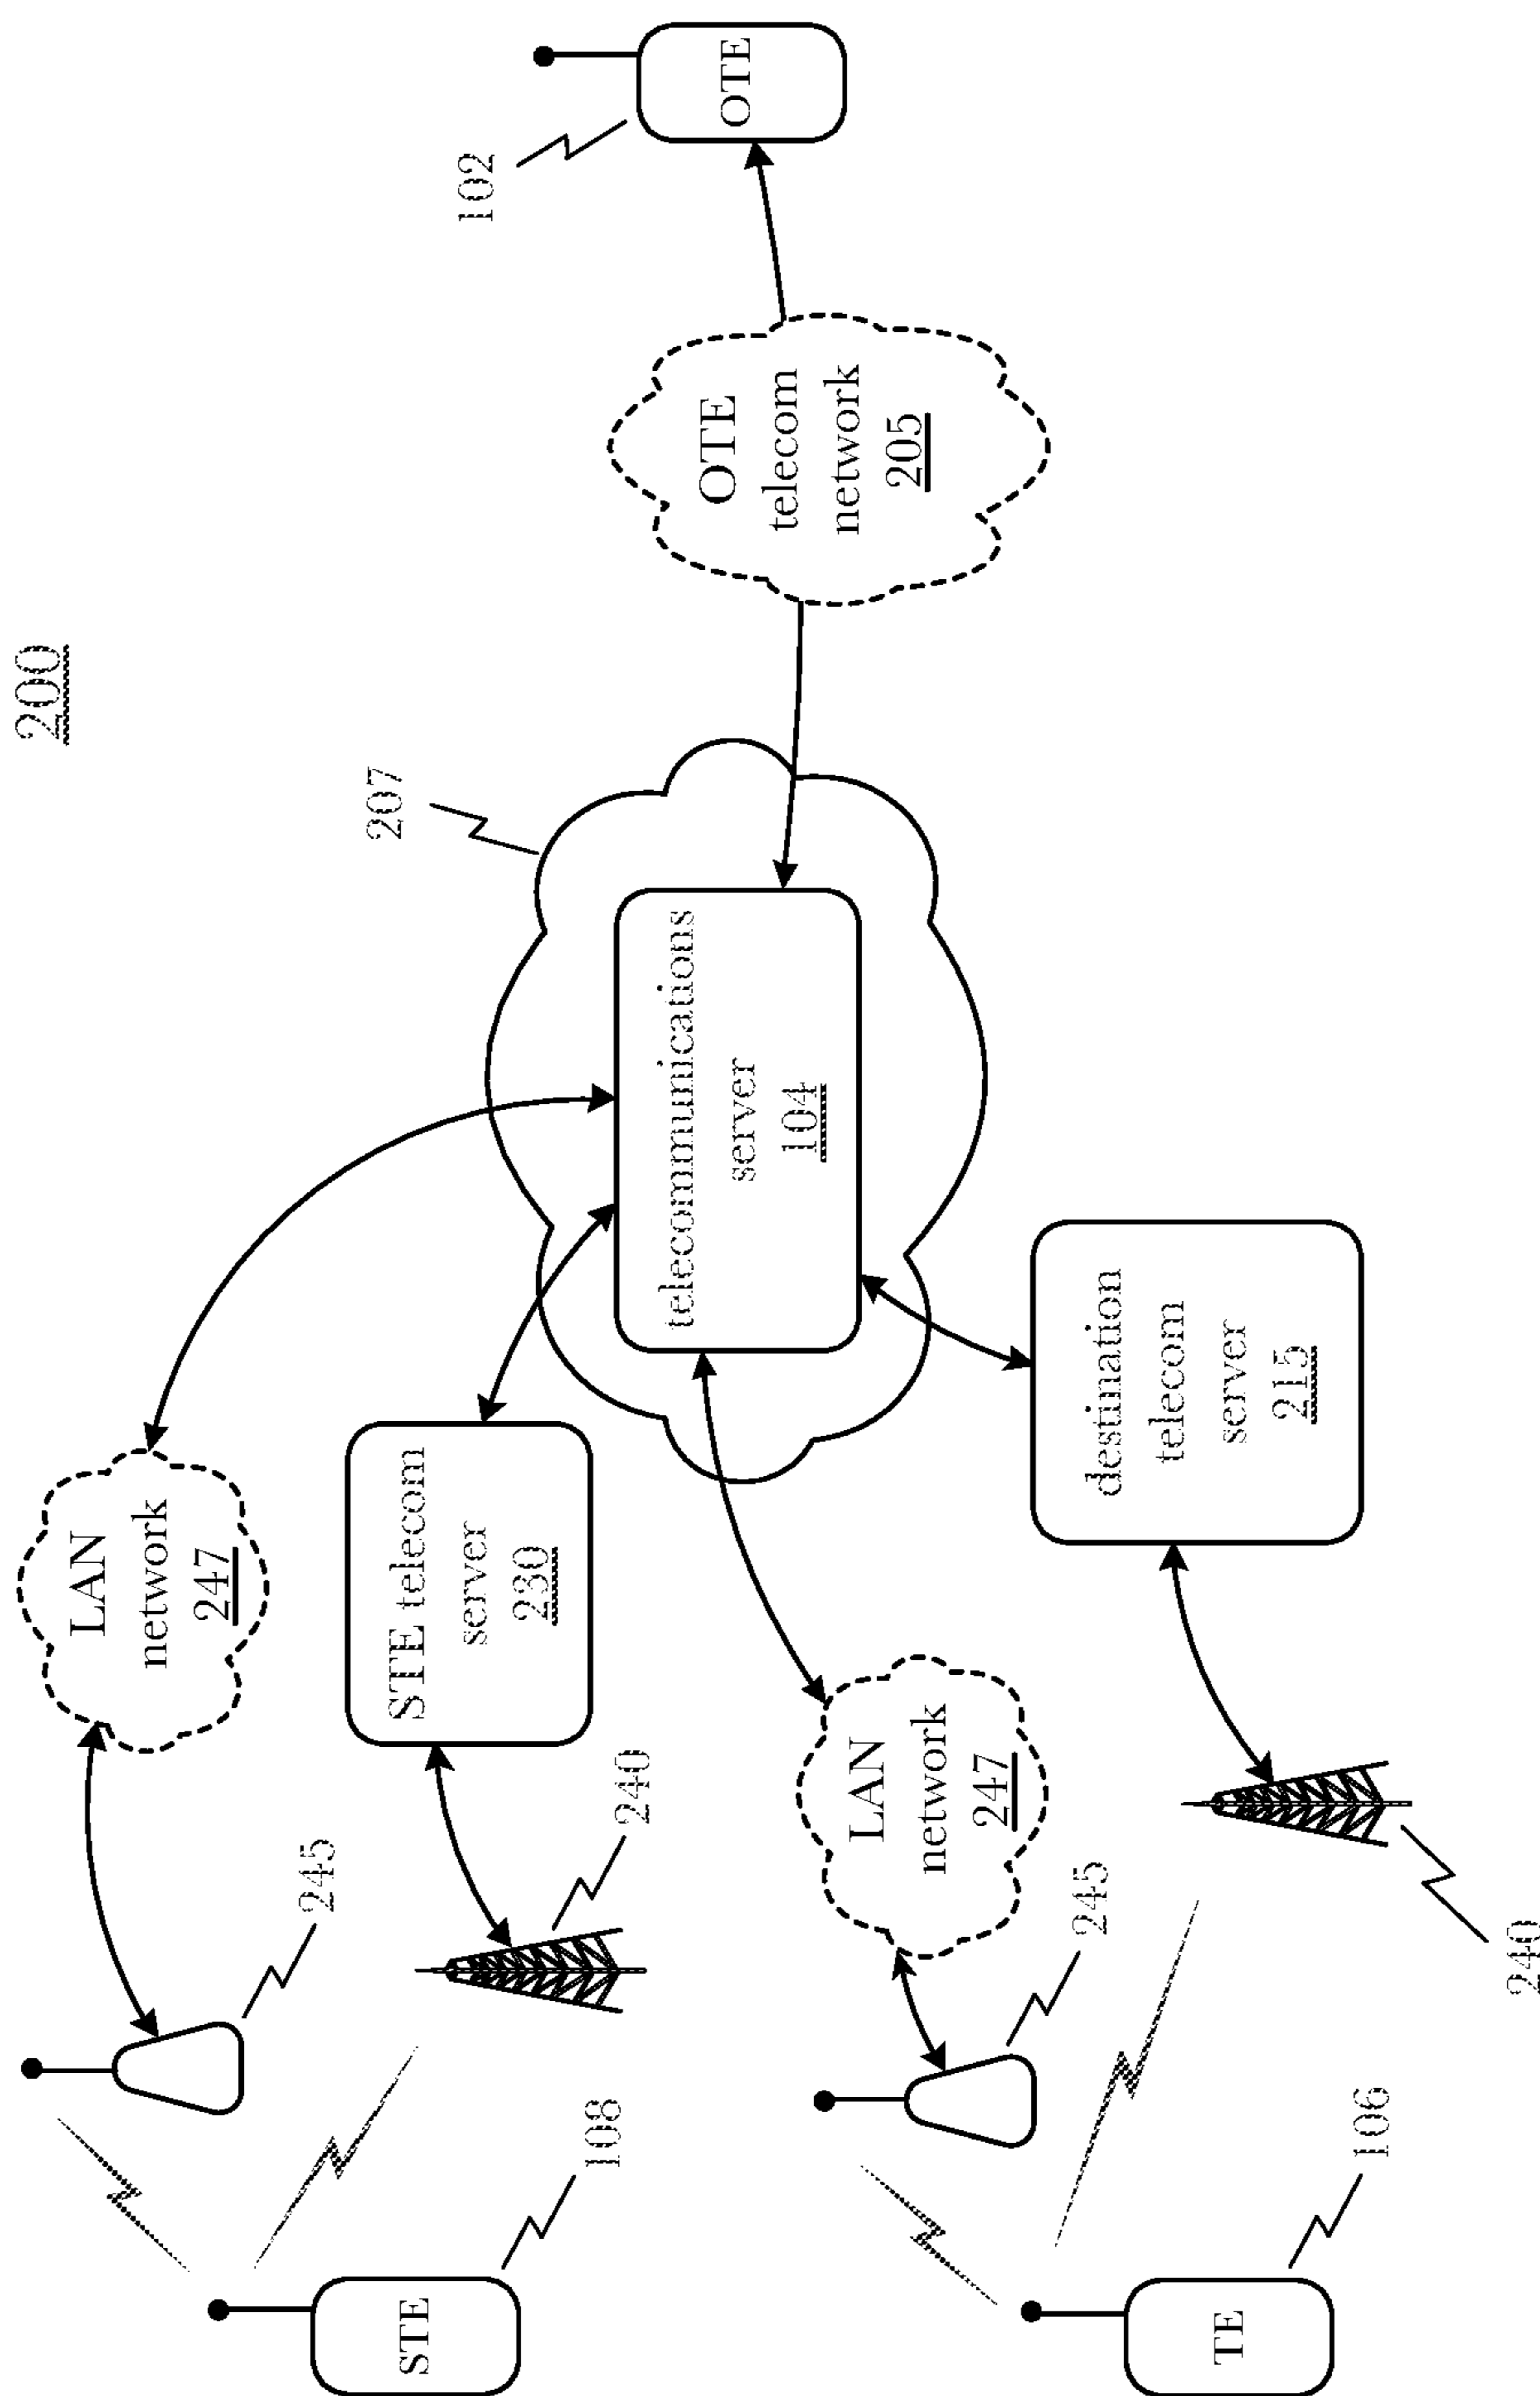 200
STE
108
245
LAN
network
247
STE telecom
server
230
240
207
telecommunications
server
104
OTE
telecom
network
205
102
OTE
TE
106
245
LAN
network
247
240
destination
telecom
server
215